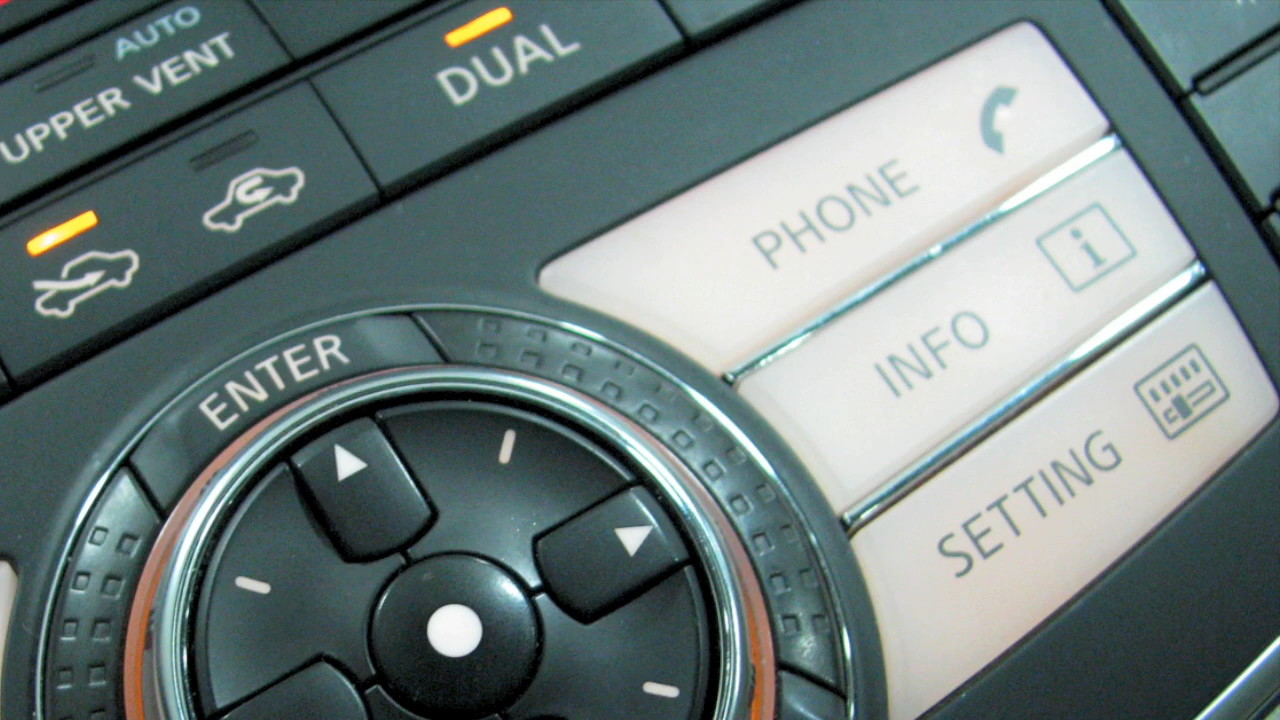 AUTO
UPPER VENT
DUAL
PHONE
INFO
SETTING
ENTER